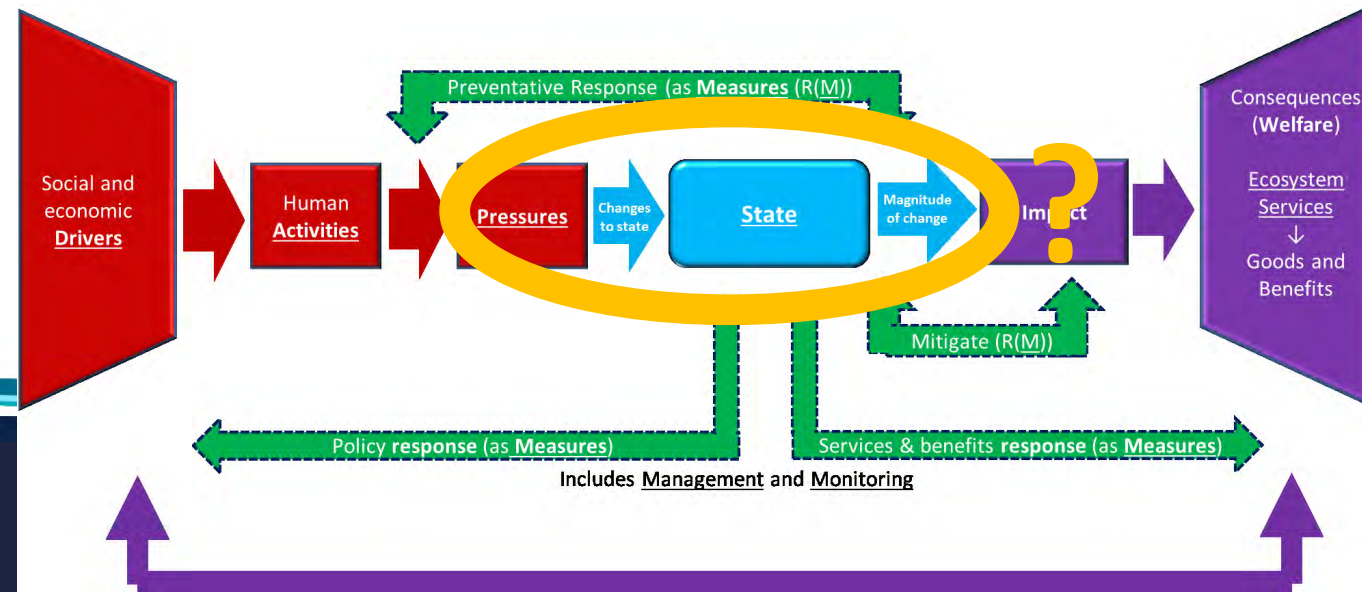 Preventative Response (as Measures (R(M))
Social and
economic
Drivers
Human
Activities
Pressures
Changes
to state
State
Magnitude
of change
Impact
?
Consequences
(Welfare)
Ecosystem
Services
↓
Goods and
Benefits
Mitigate (R(M))
Policy response (as Measures)
Services & benefits response (as Measures)
Includes Management and Monitoring